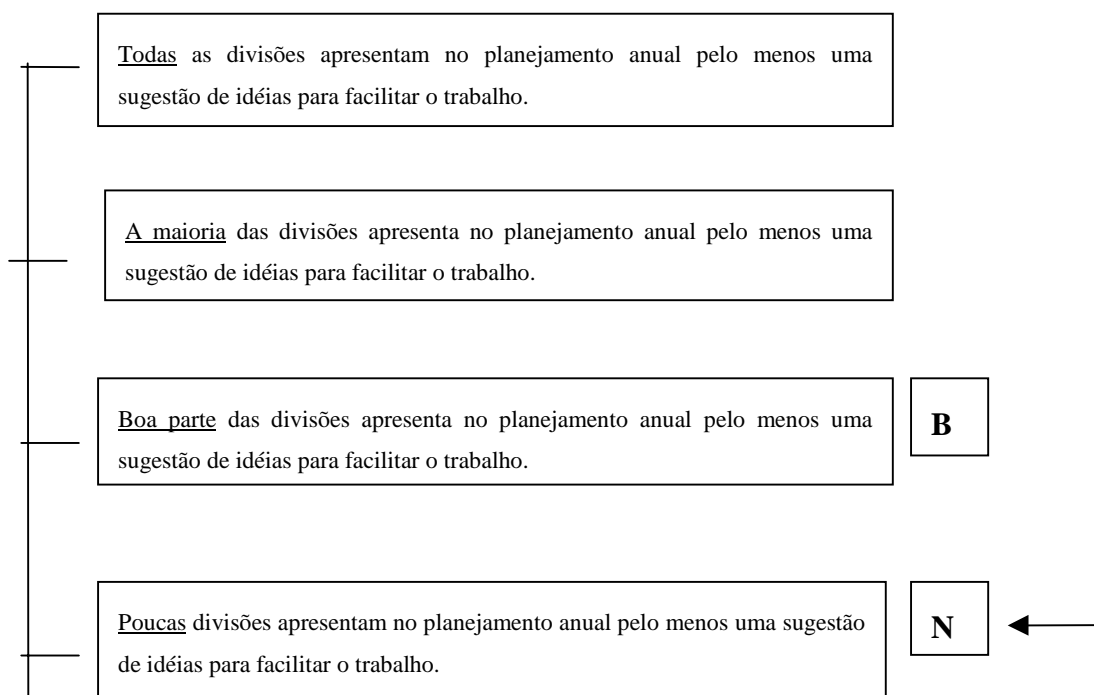 Todas as divisões apresentam no planejamento anual pelo menos uma
sugestão de idéias para facilitar o trabalho.
A maioria das divisões apresenta no planejamento anual pelo menos uma
sugestão de idéias para facilitar o trabalho.
Boa parte das divisões apresenta no planejamento anual pelo menos uma
sugestão de idéias para facilitar o trabalho.
B
Poucas divisões apresentam no planejamento anual pelo menos uma sugestão
de idéias para facilitar o trabalho.
N